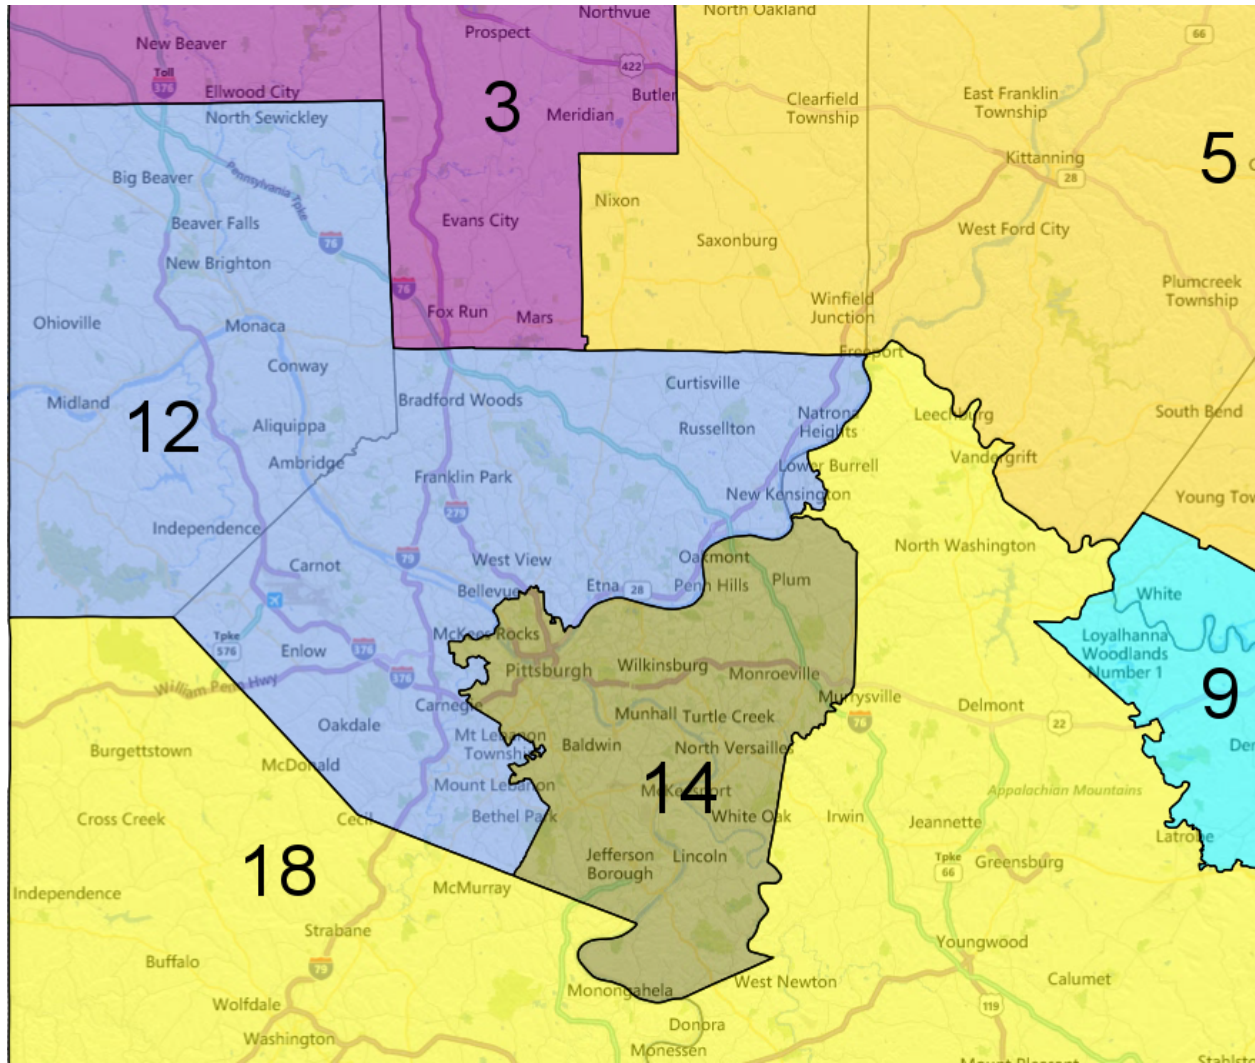 Northvue
North Oakland
Prospect
66
New Beaver
Toll
376
422
Ellwood City
Butler
3
East Franklin
Township
Clearfield
Township
North Sewickley
Meridian
Kittanning
28
5
Big Beaver
Pennsylvania
Tpke
Nixon
Evans City
Beaver Falls
76
Saxonburg
West Ford City
New Brighton
76
Plumcreek
Township
Winfield
Junction
Fox Run
Mars
Ohioville
Monaca
Freeport
Conway
Curtisville
Midland
12
Bradford Woods
Natrona
Heights
Leechburg
South Bend
Aliquippa
Russellton
Ambridge
Lower Burrell
Vandergrift
Franklin Park
New Kensington
279
Independence
North Washington
79
West View
Oakmont
Carnot
Bellevue
Etna
28
Penn Hills
Plum
White
McKees Rocks
Tpke
576
Enlow
376
Loyalhanna
Woodlands
Number 1
Pittsburgh
Wilkinsburg
Monroeville
376
William Penn Hwy
Murrysville
9
Carnegie
Delmont
Munhall
Turtle Creek
76
22
Oakdale
Mt Lebanon
Township
Baldwin
North Versailles
Burgettstown
McDonald
14
McKeesport
Mount Lebanon
Appalachian Mountains
Cross Creek
Cecil
Bethel Park
White Oak
Irwin
Jeannette
Latrobe
Jefferson
Borough
Lincoln
Tpke
66
Greensburg
18
Independence
McMurray
Strabane
Youngwood
Buffalo
79
West Newton
Calumet
Monongahela
Wolfdale
119
Donora
Washington
Monessen